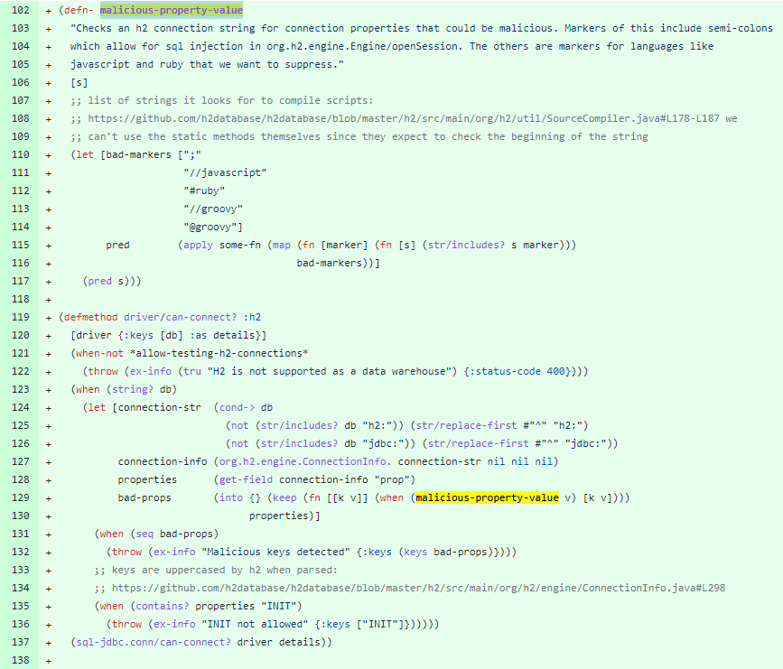 102 + (defn- malicious-property-value
103 +   "Checks an h2 connection string for connection properties that could be malicious. Markers of this include semi-colons
104 +   which allow for sql injection in org.h2.engine.Engine/openSession. The others are markers for languages like
105 +   javascript and ruby that we want to suppress."
106 +   [s]
107 +   ;; list of strings it looks for to compile scripts:
108 +   ;; https://github.com/h2database/h2database/blob/master/h2/src/main/org/h2/util/SourceCompiler.java#L178-L187 we
109 +   ;; can't use the static methods themselves since they expect to check the beginning of the string
110 +   (let [bad-markers [";"
111 +                      "//javascript"
112 +                      "#ruby"
113 +                      "//groovy"
114 +                      "@groovy"]
115 +         pred        (apply some-fn (map (fn [marker] (fn [s] (str/includes? s marker)))
116 +                                         bad-markers))]
117 +     (pred s)))
118 +
119 + (defmethod driver/can-connect? :h2
120 +   [driver {:keys [db] :as details}]
121 +   (when-not *allow-testing-h2-connections*
122 +     (throw (ex-info (tru "H2 is not supported as a data warehouse") {:status-code 400})))
123 +   (when (string? db)
124 +     (let [connection-str  (cond-> db
125 +                             (not (str/includes? db "h2:")) (str/replace-first #"^" "h2:")
126 +                             (not (str/includes? db "jdbc:")) (str/replace-first #"^" "jdbc:"))
127 +           connection-info (org.h2.engine.ConnectionInfo. connection-str nil nil nil)
128 +           properties      (get-field connection-info "prop")
129 +           bad-props       (into {} (keep (fn [[k v]] (when (malicious-property-value v) [k v])))
130 +                                 properties)]
131 +       (when (seq bad-props)
132 +         (throw (ex-info "Malicious keys detected" {:keys (keys bad-props)})))
133 +       ;; keys are uppercased by h2 when parsed:
134 +       ;; https://github.com/h2database/h2database/blob/master/h2/src/main/org/h2/engine/ConnectionInfo.java#L298
135 +       (when (contains? properties "INIT")
136 +         (throw (ex-info "INIT not allowed" {:keys ["INIT"]})))))
137 +   (sql-jdbc.conn/can-connect? driver details))
138 +